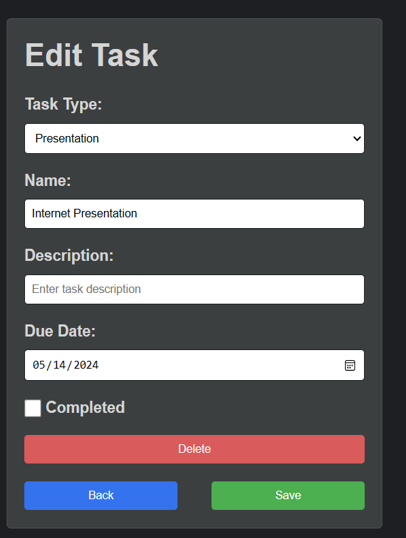 Edit Task
Task Type:
Presentation
Name:
Internet Presentation
Description:
Enter task description
Due Date:
05/14/2024
Completed
Delete
Back Save